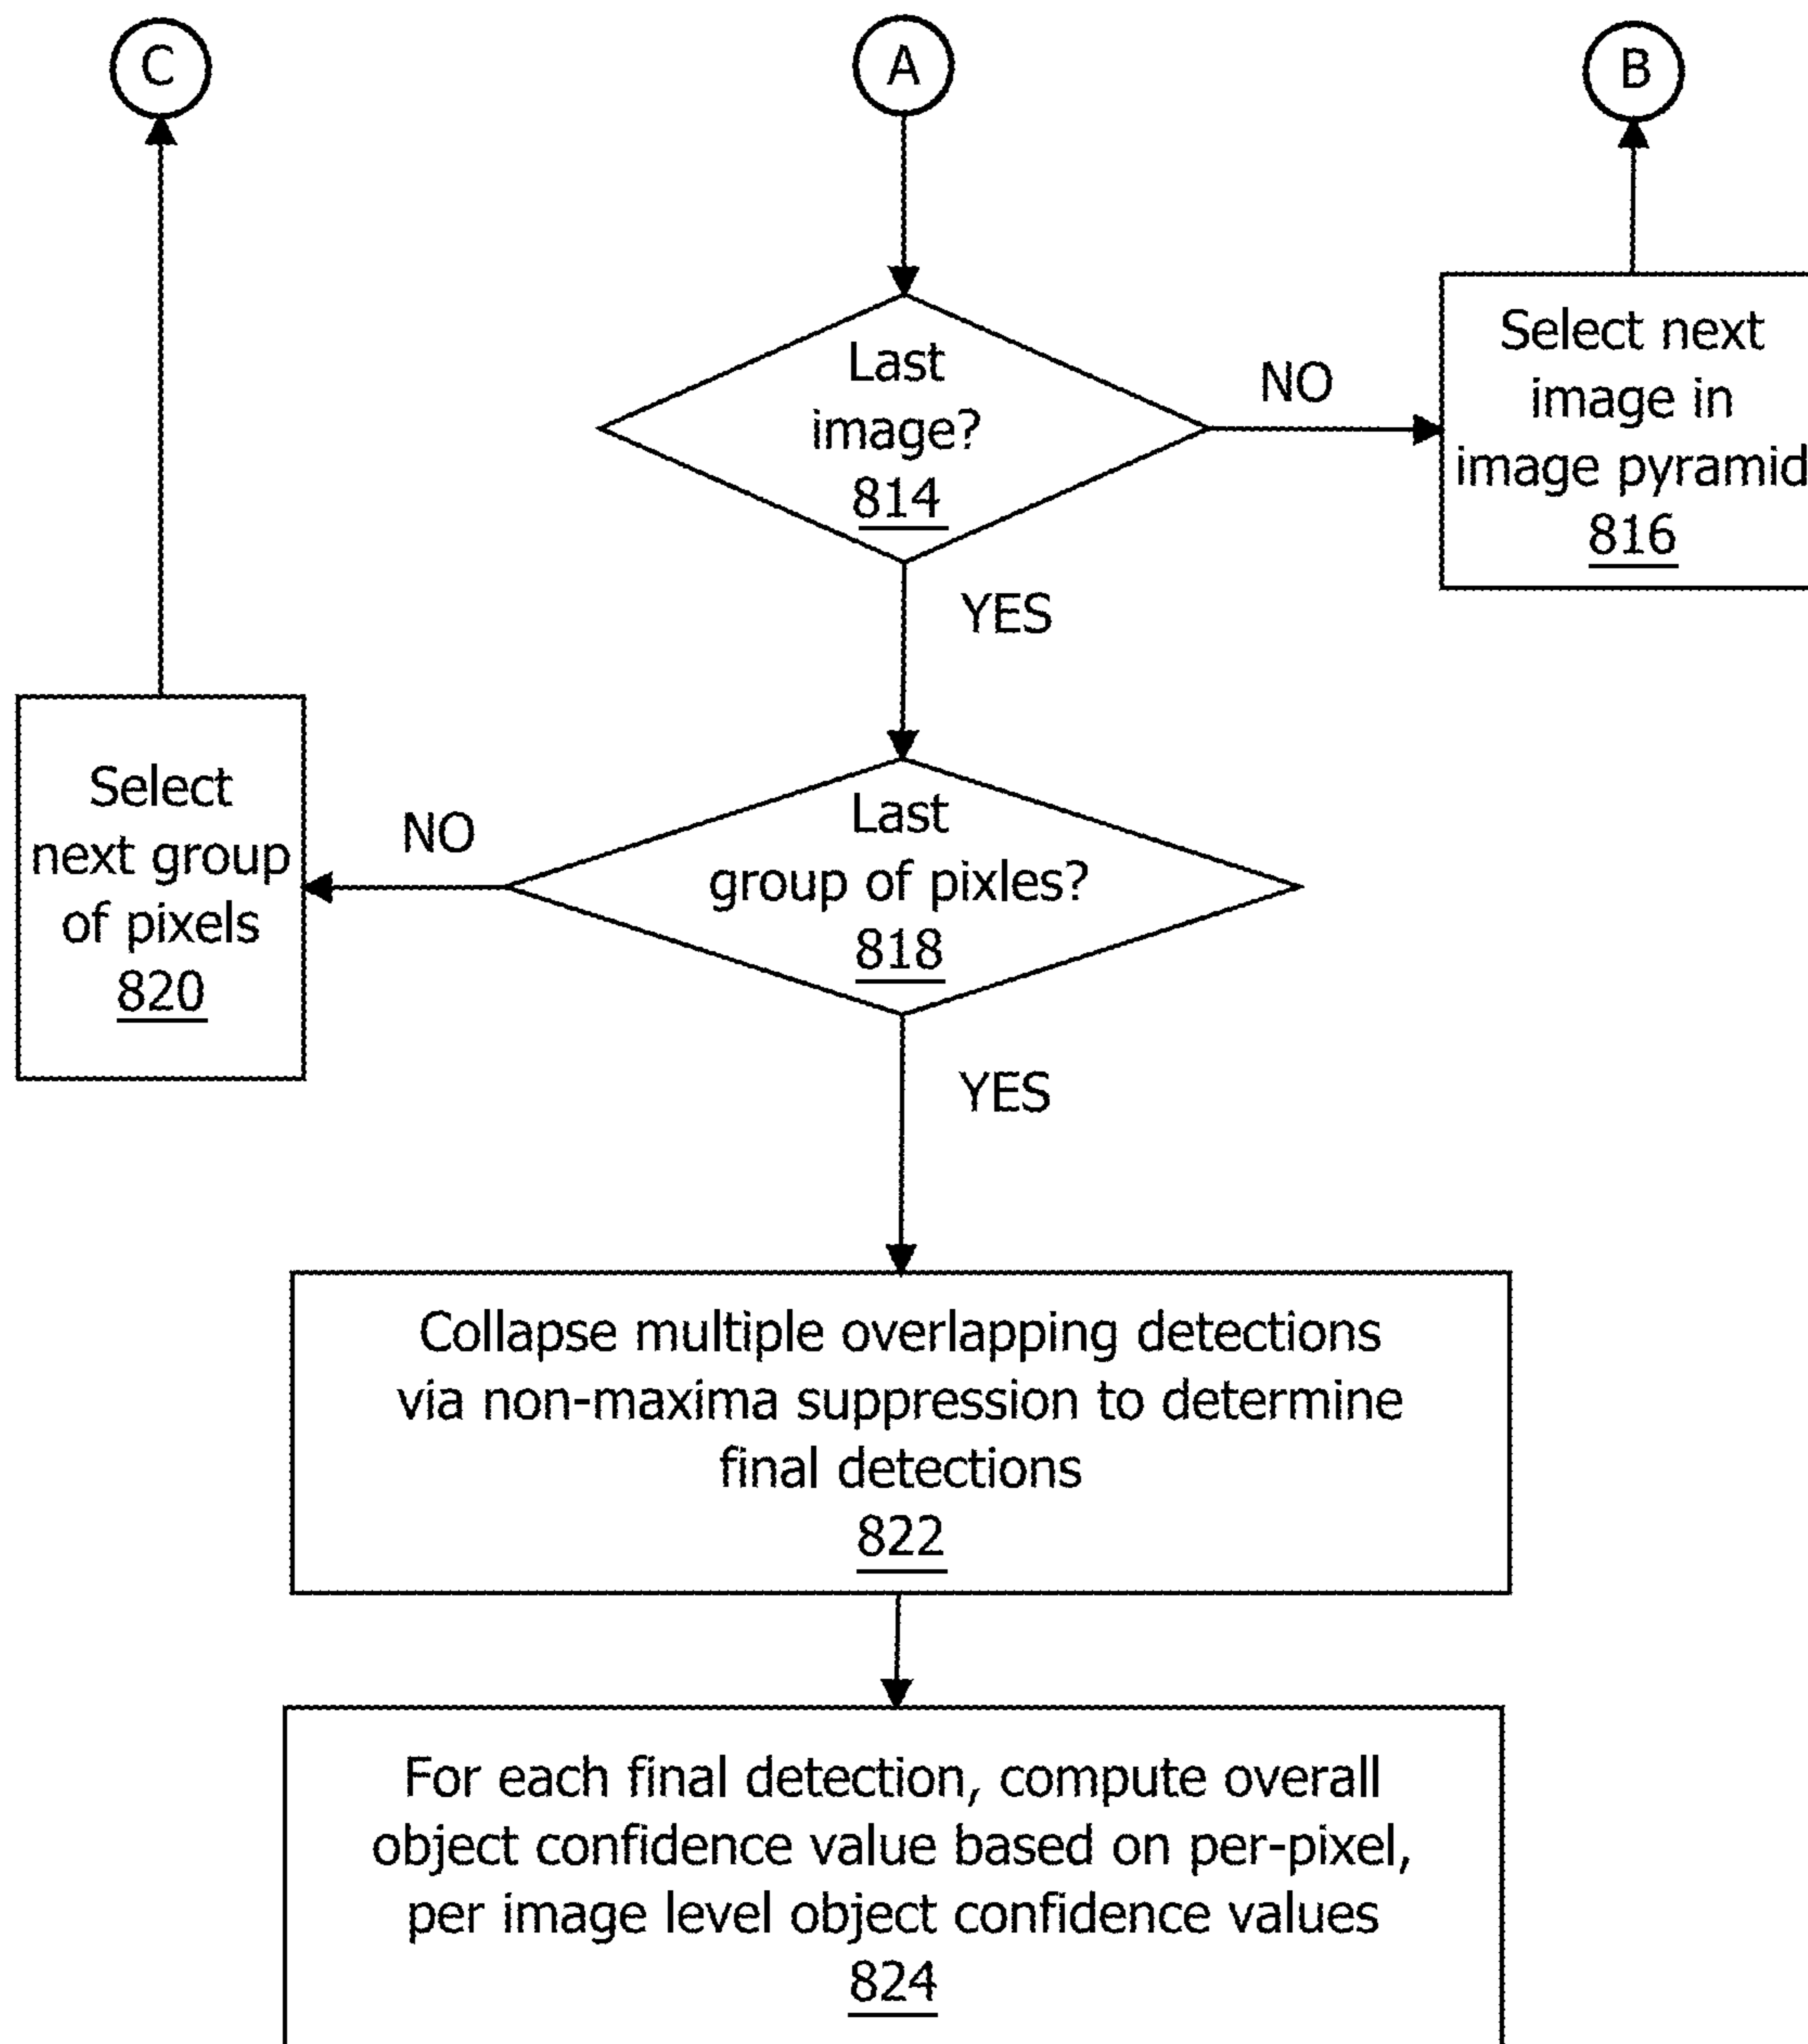 C
A
B
Last
image?
814
NO
Select next
image in
image pyramid
816
YES
Select
next group
of pixels
820
NO
Last
group of pixles?
818
YES
Collapse multiple overlapping detections
via non-maxima suppression to determine
final detections
822
For each final detection, compute overall
object confidence value based on per-pixel,
per image level object confidence values
824